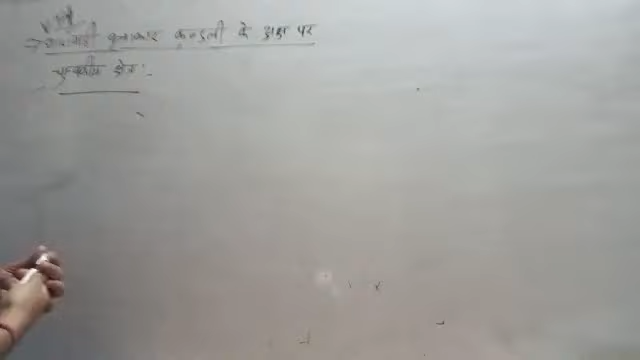 → धारावाही वृत्ताकार कुण्डली के अक्ष पर
चुम्बकीय क्षेत्र :-